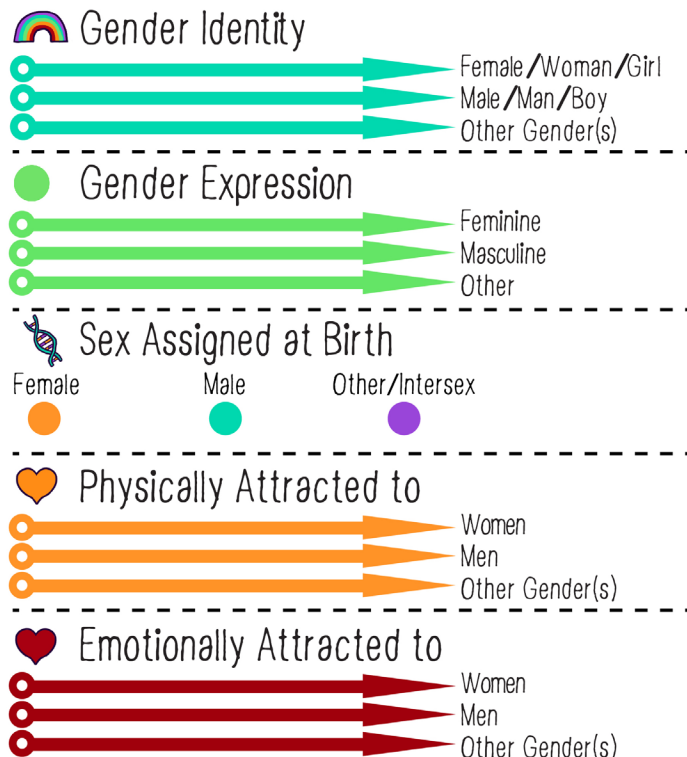 Gender Identity
Female/Woman/Girl
Male/Man/Boy
Other Gender(s)
Gender Expression
Feminine
Masculine
Other
Sex Assigned at Birth
Female Male Other/Intersex
Physically Attracted to
Women
Men
Other Gender(s)
Emotionally Attracted to
Women
Men
Other Gender(s)